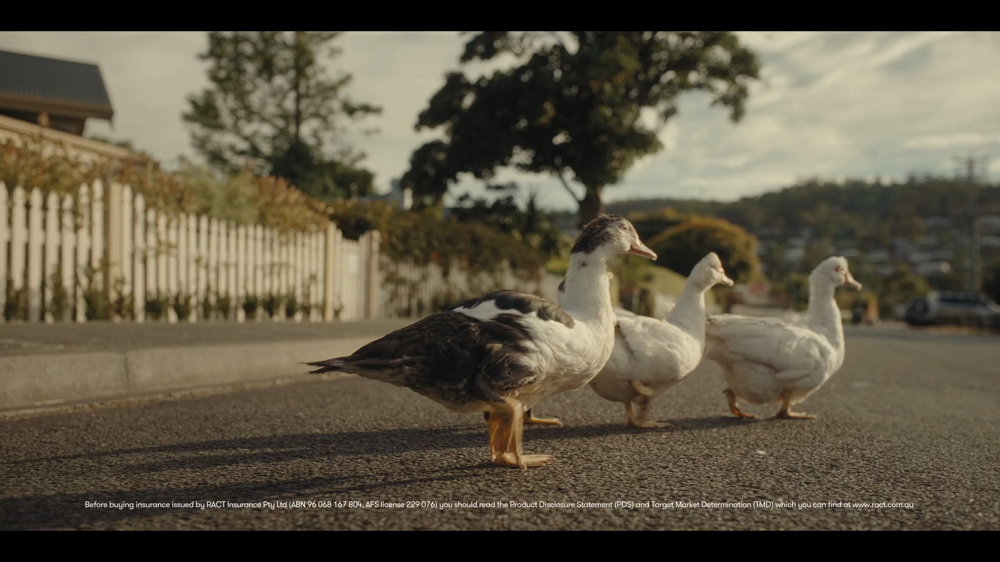 Before buying insurance issued by RACT Insurance Pty Ltd (ABN 96 068 167 804, AFS license 229 076) you should read the Product Disclosure Statement (PDS) and Target Market Determination (TMD) which you can find at www.ract.com.au